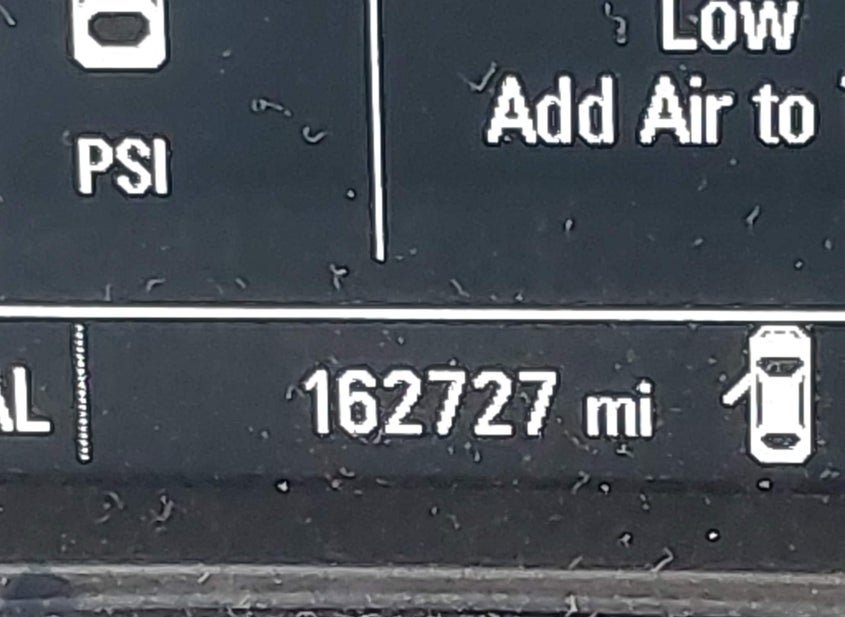 Low
Add Air to
PSI
AL
162727 mi